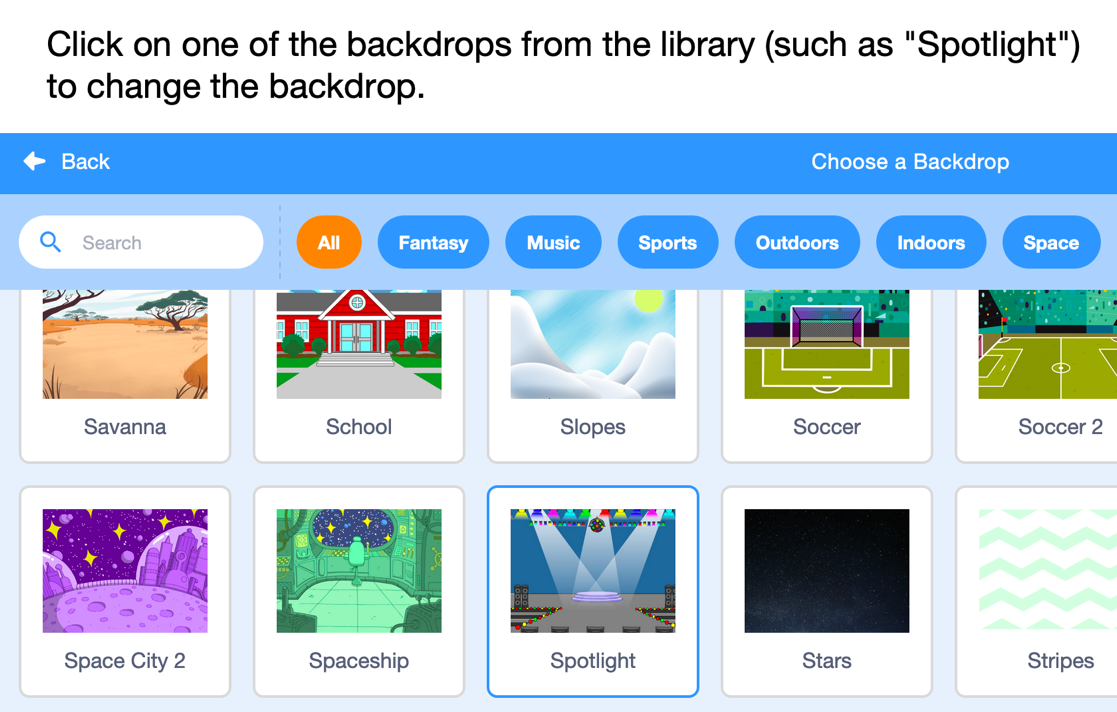 Click on one of the backdrops from the library (such as "Spotlight")
to change the backdrop.
Back
Choose a Backdrop
Search
All
Fantasy
Music
Sports
Outdoors
Indoors
Space
Savanna
School
Slopes
Soccer
Soccer 2
Space City 2
Spaceship
Spotlight
Stars
Stripes